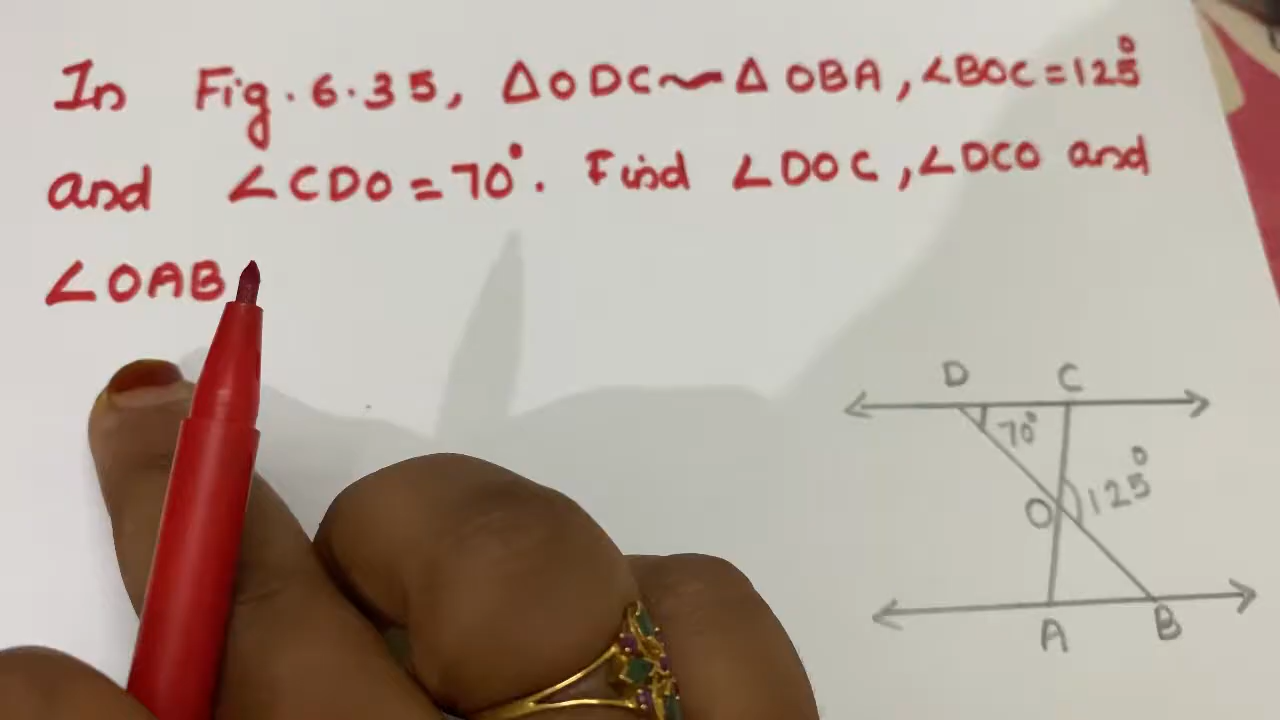 In Fig. 6.35, ΔODC ~ ΔOBA, ∠BOC = 125°
and ∠CDO = 70°. Find ∠DOC, ∠DCO and
∠OAB
D C
70°
125°
O
A B